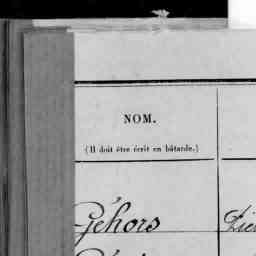 NOM.
(Il doit être écrit en bâtarde.)
Géhors